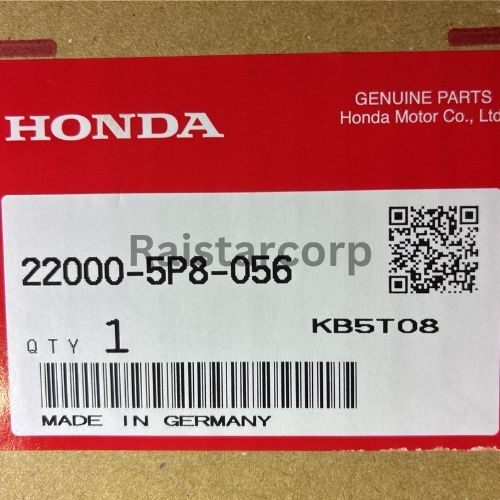 HONDA
GENUINE PARTS
Honda Motor Co., Ltd
Raistarcorp
22000-5P8-056
QTY 1
KB5T08
MADE IN GERMANY